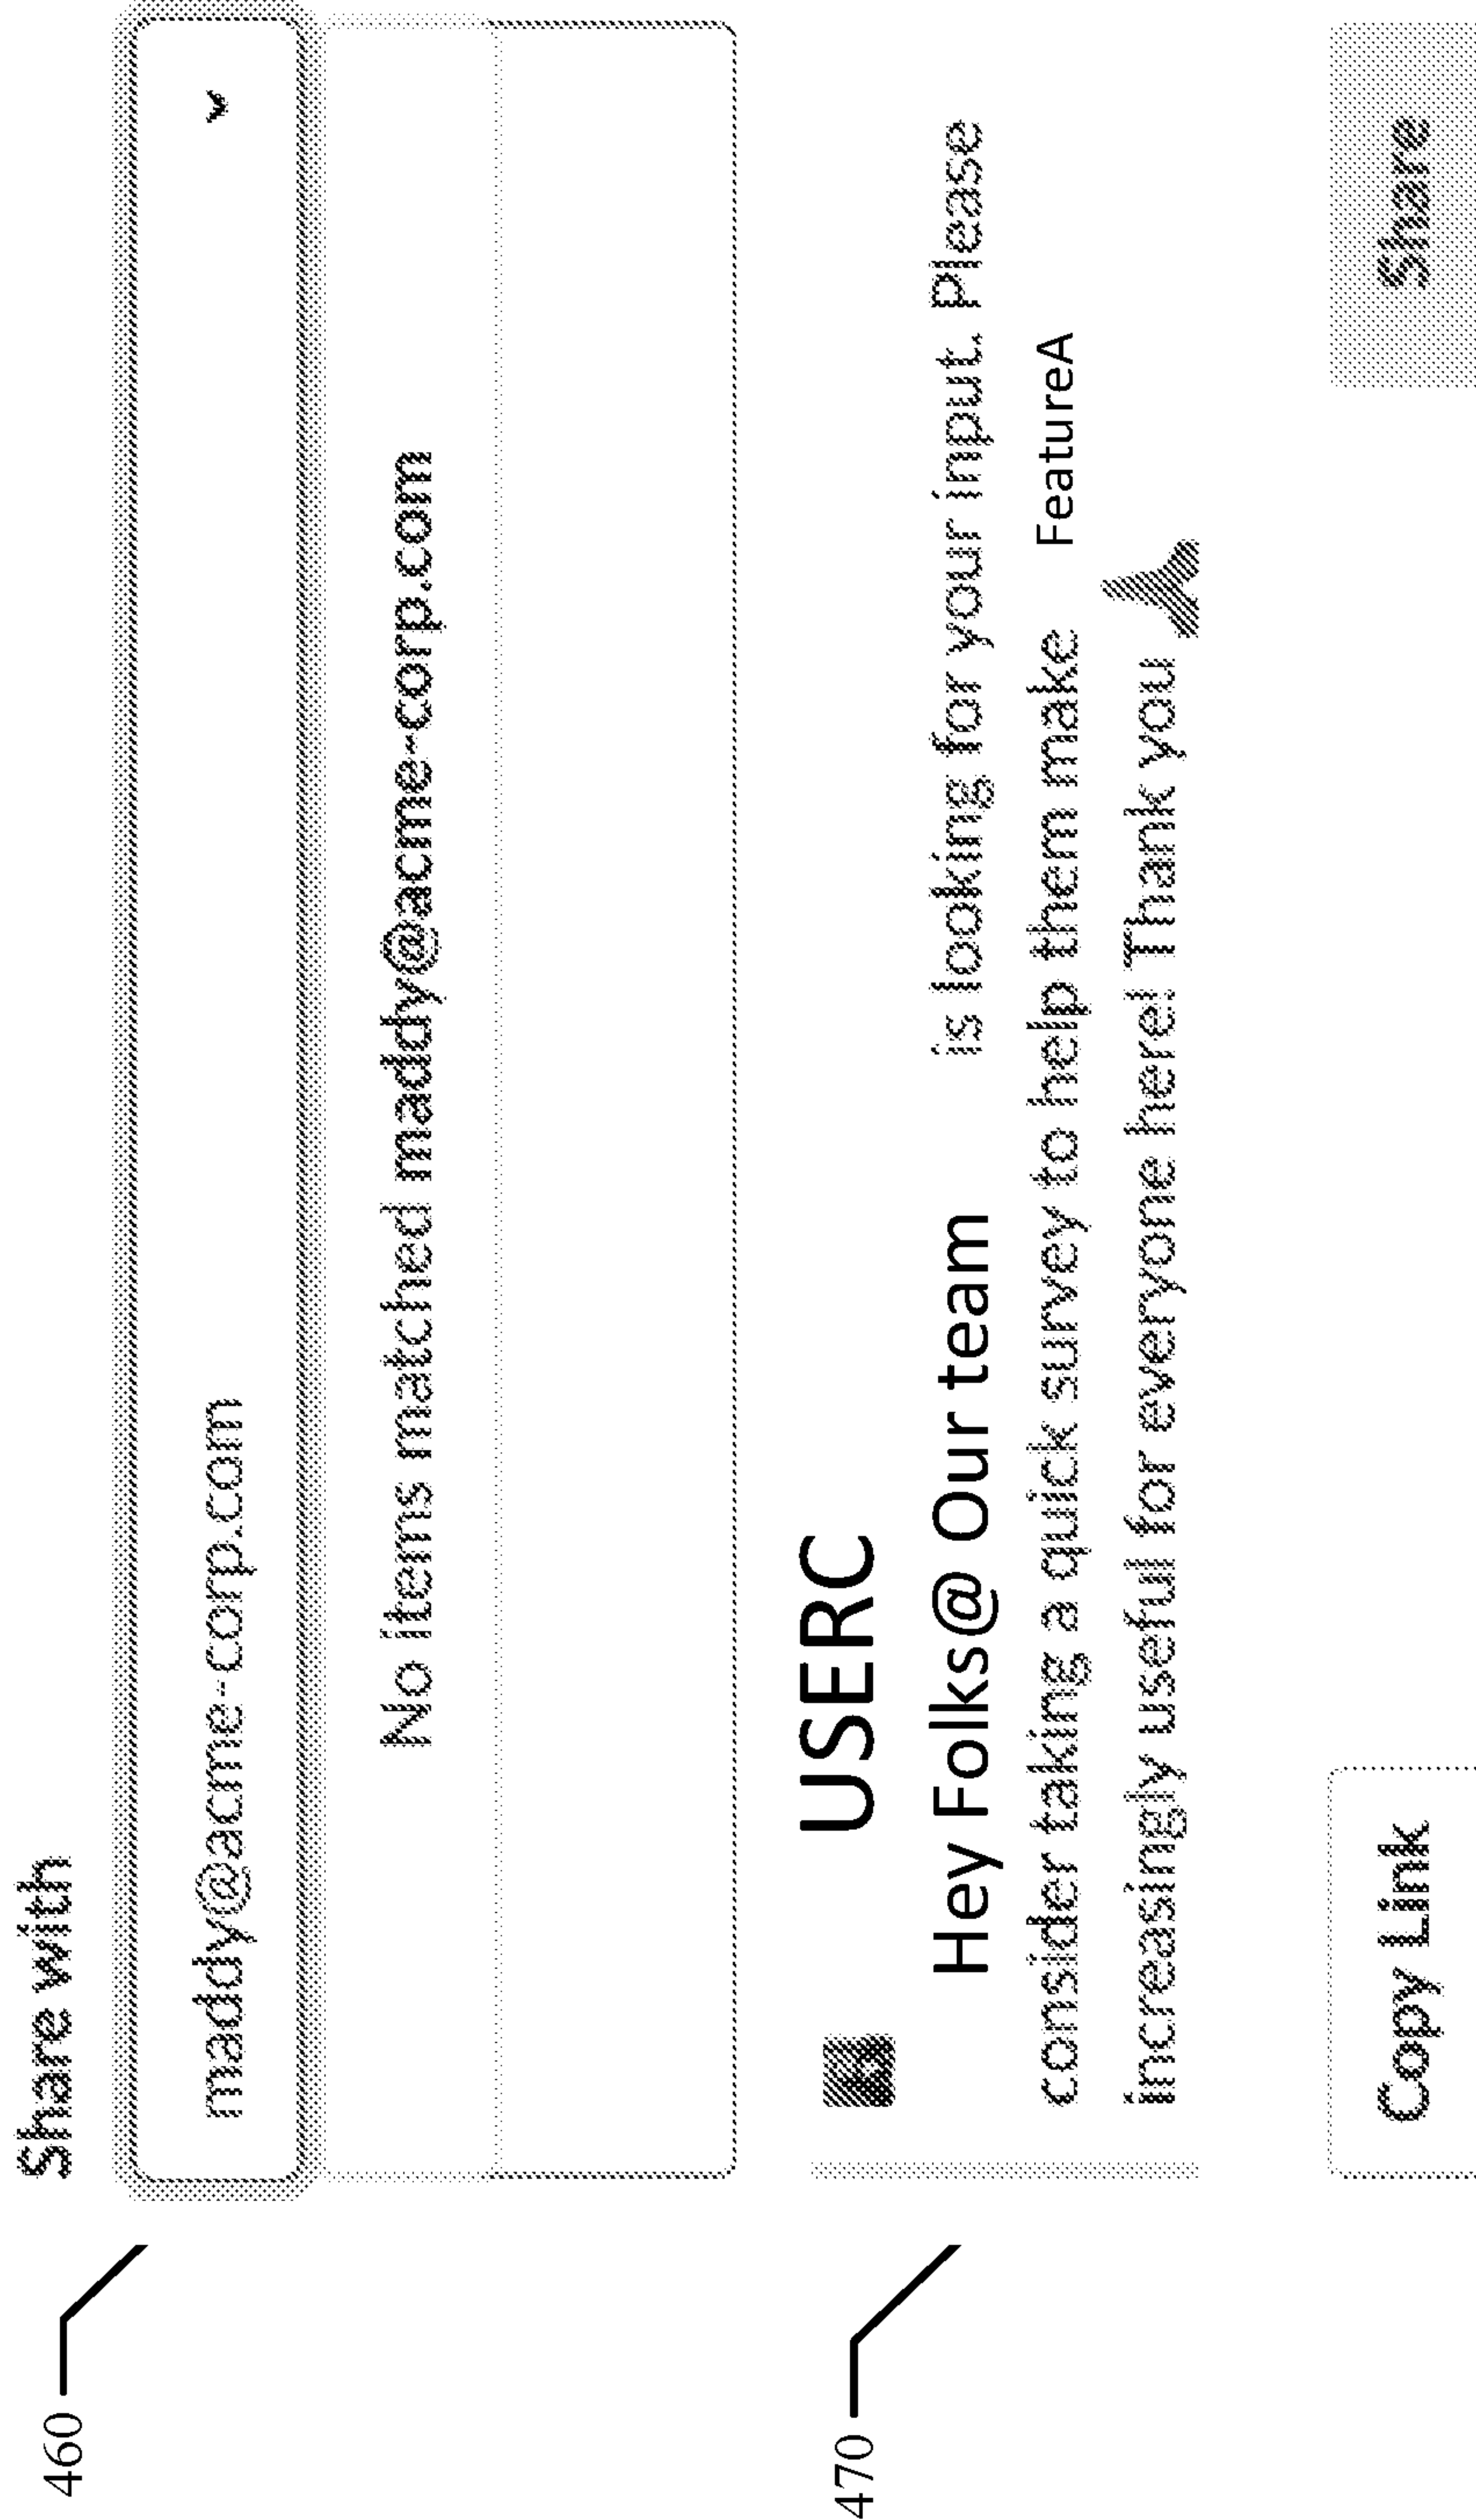 460
Share with
maddy@acme-corp.com
No items matched maddy@acme-corp.com
470
USERC
Hey Folks@ Our team is looking for your input. Please
consider taking a quick survey to help them make FeatureA
increasingly useful for everyone here! Thank you
Copy Link
Share